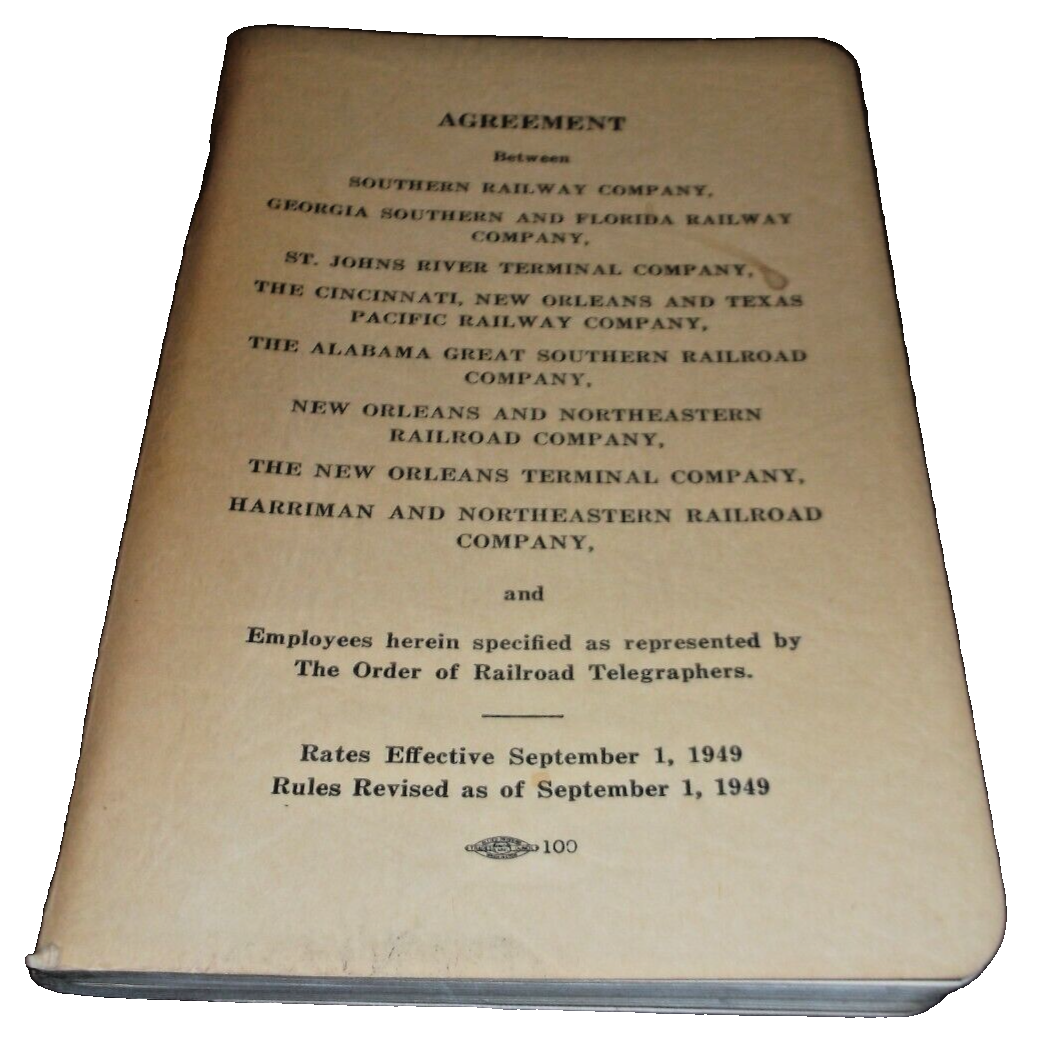 AGREEMENT
Between
SOUTHERN RAILWAY COMPANY,
GEORGIA SOUTHERN AND FLORIDA RAILWAY
COMPANY,
ST. JOHNS RIVER TERMINAL COMPANY,
THE CINCINNATI, NEW ORLEANS AND TEXAS
PACIFIC RAILWAY COMPANY,
THE ALABAMA GREAT SOUTHERN RAILROAD
COMPANY,
NEW ORLEANS AND NORTHEASTERN
RAILROAD COMPANY,
THE NEW ORLEANS TERMINAL COMPANY,
HARRIMAN AND NORTHEASTERN RAILROAD
COMPANY,
and
Employees herein specified as represented by
The Order of Railroad Telegraphers.
Rates Effective September 1, 1949
Rules Revised as of September 1, 1949
100